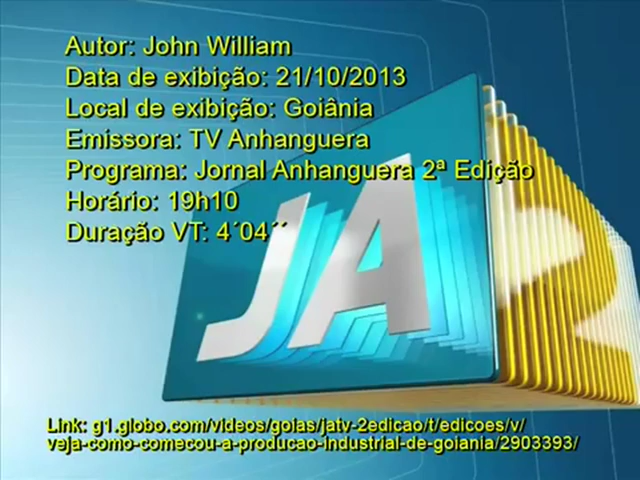 Autor: John William
Data de exibição: 21/10/2013
Local de exibição: Goiânia
Emissora: TV Anhanguera
Programa: Jornal Anhanguera 2ª Edição
Horário: 19h10
Duração VT: 4´04´´
JA
2
Link: g1.globo.com/videos/goias/jatv-2edicao/t/edicoes/v/
veja-como-comecou-a-producao-industrial-de-goiania/2903393/